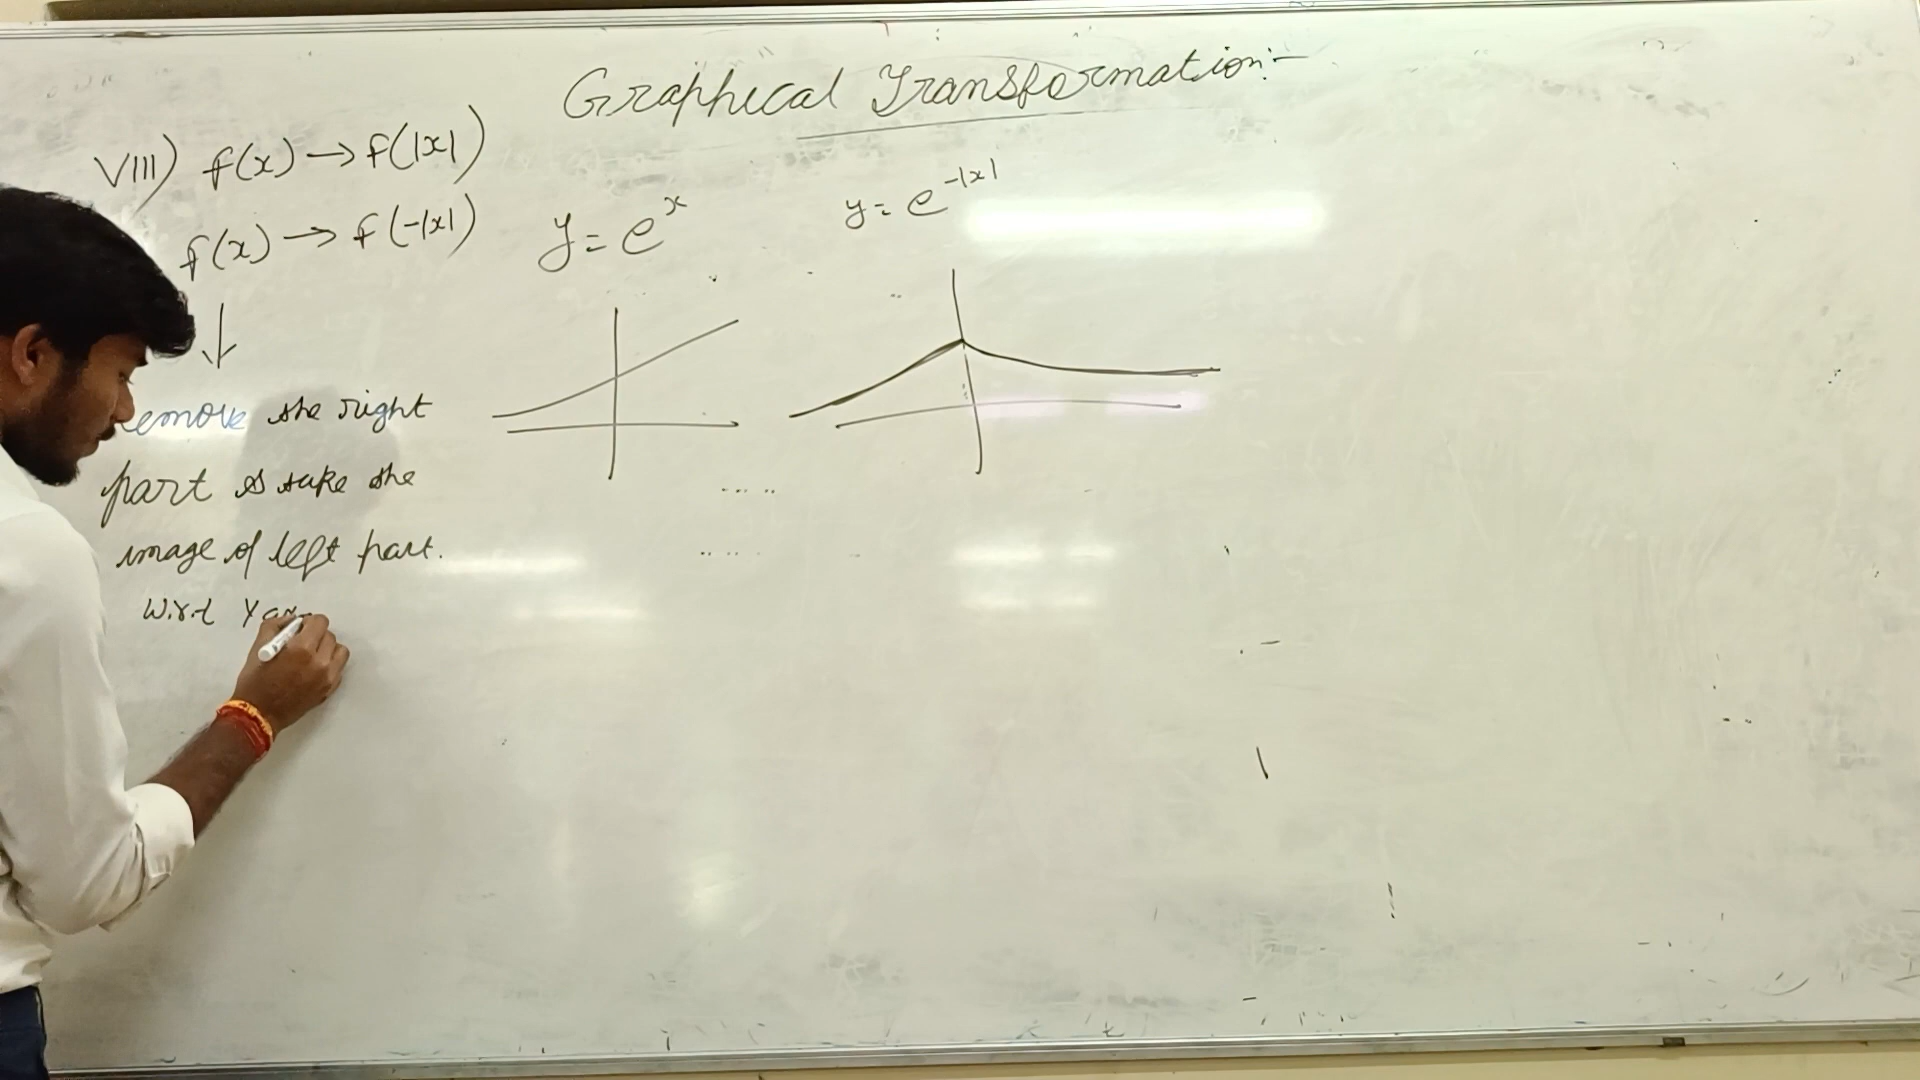 Graphical Transformation:-
VIII) f(x) → f(|x|)
f(x) → f(-|x|)
y = e^x
y = e^-|x|
emove the right
part & take the
image of left part.
w.r.t Y